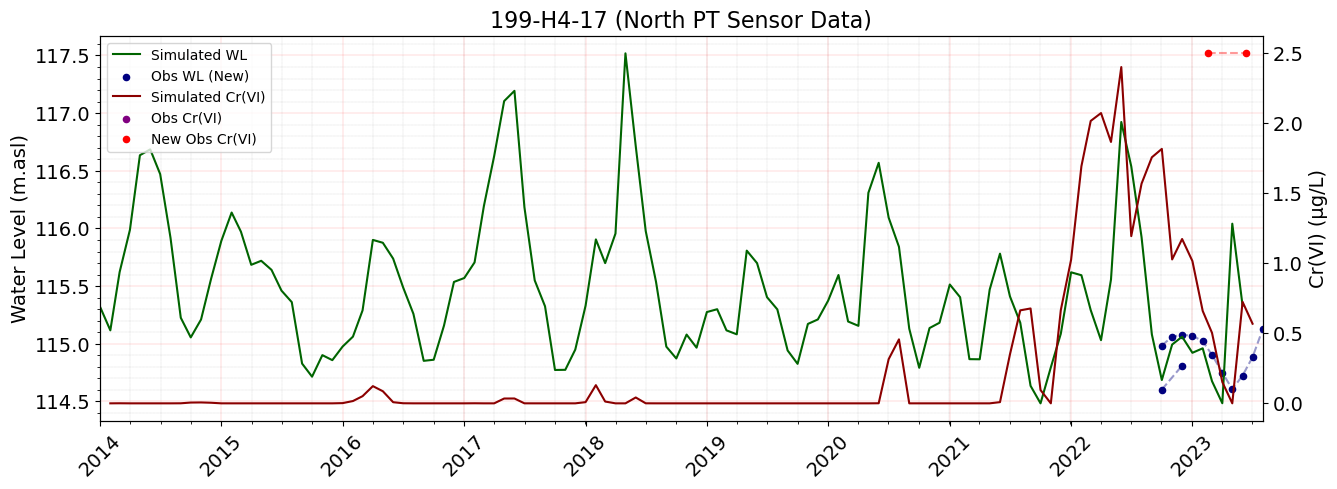 199-H4-17 (North PT Sensor Data)
Simulated WL
Obs WL (New)
Simulated Cr(VI)
Obs Cr(VI)
New Obs Cr(VI)
Water Level (m.asl)
117.5
117.0
116.5
116.0
115.5
115.0
114.5
Cr(VI) (μg/L)
2.5
2.0
1.5
1.0
0.5
0.0
2014
2015
2016
2017
2018
2019
2020
2021
2022
2023